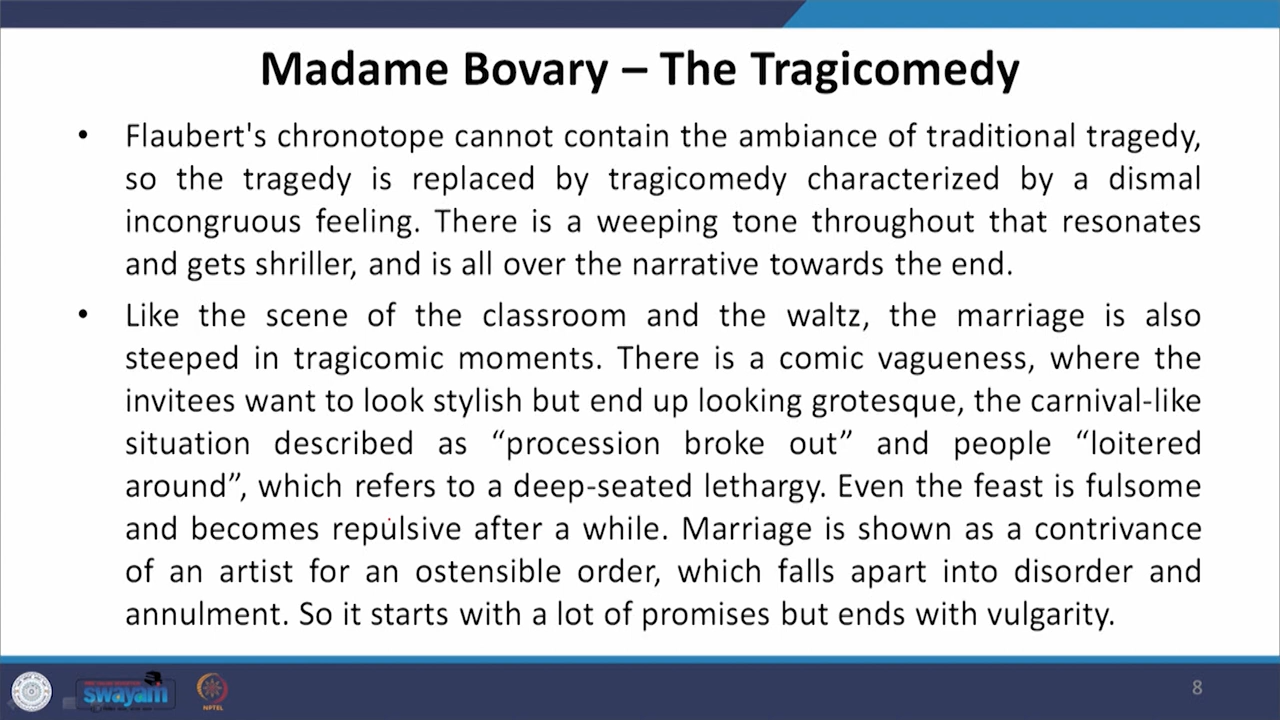 Madame Bovary – The Tragicomedy
• Flaubert's chronotope cannot contain the ambiance of traditional tragedy,
so the tragedy is replaced by tragicomedy characterized by a dismal
incongruous feeling. There is a weeping tone throughout that resonates
and gets shriller, and is all over the narrative towards the end.
• Like the scene of the classroom and the waltz, the marriage is also
steeped in tragicomic moments. There is a comic vagueness, where the
invitees want to look stylish but end up looking grotesque, the carnival-like
situation described as “procession broke out” and people “loitered
around”, which refers to a deep-seated lethargy. Even the feast is fulsome
and becomes repulsive after a while. Marriage is shown as a contrivance
of an artist for an ostensible order, which falls apart into disorder and
annulment. So it starts with a lot of promises but ends with vulgarity.
swayam
NPTEL
8